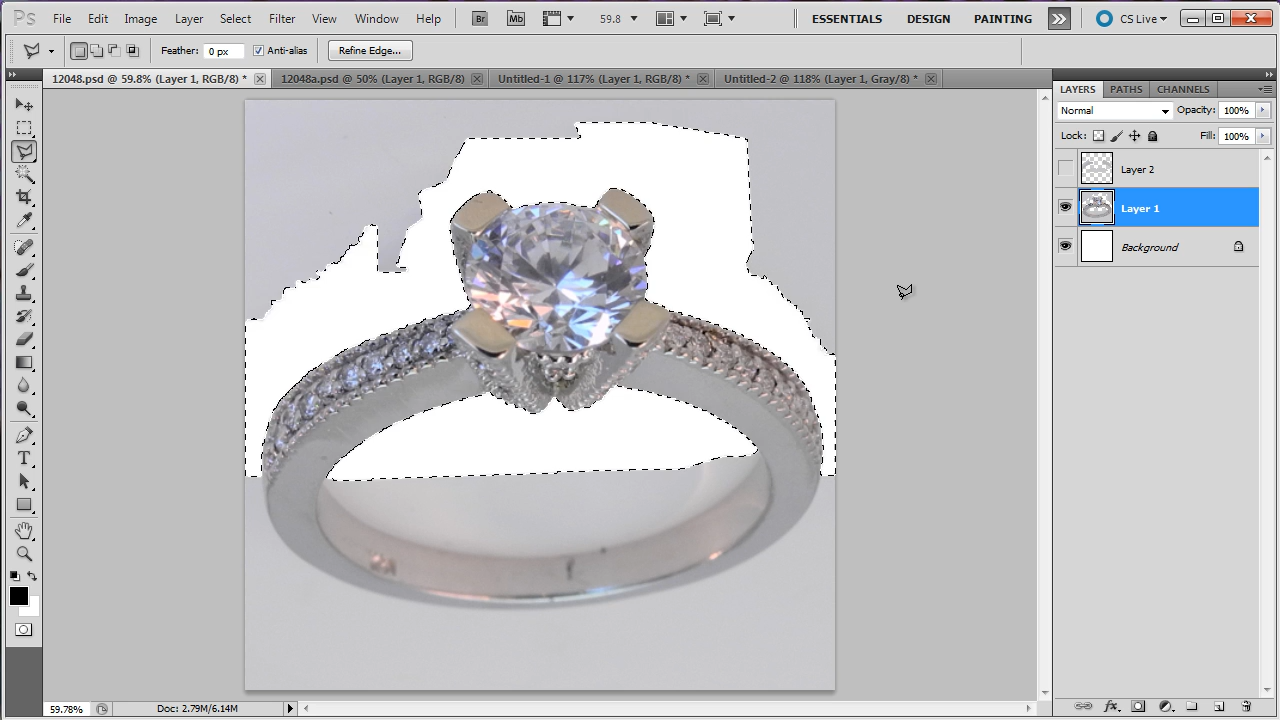 Ps File Edit Image Layer Select Filter View Window Help Br Mb 59.8 ESSENTIALS DESIGN PAINTING CS Live
Feather: 0 px Anti-alias Refine Edge...
12048.psd @ 59.8% (Layer 1, RGB/8) * 12048a.psd @ 50% (Layer 1, RGB/8) Untitled-1 @ 117% (Layer 1, RGB/8) * Untitled-2 @ 118% (Layer 1, Gray/8) *
LAYERS PATHS CHANNELS
Normal Opacity: 100%
Lock: Fill: 100%
Layer 2
Layer 1
Background
T
fx
59.78% Doc: 2.79M/6.14M